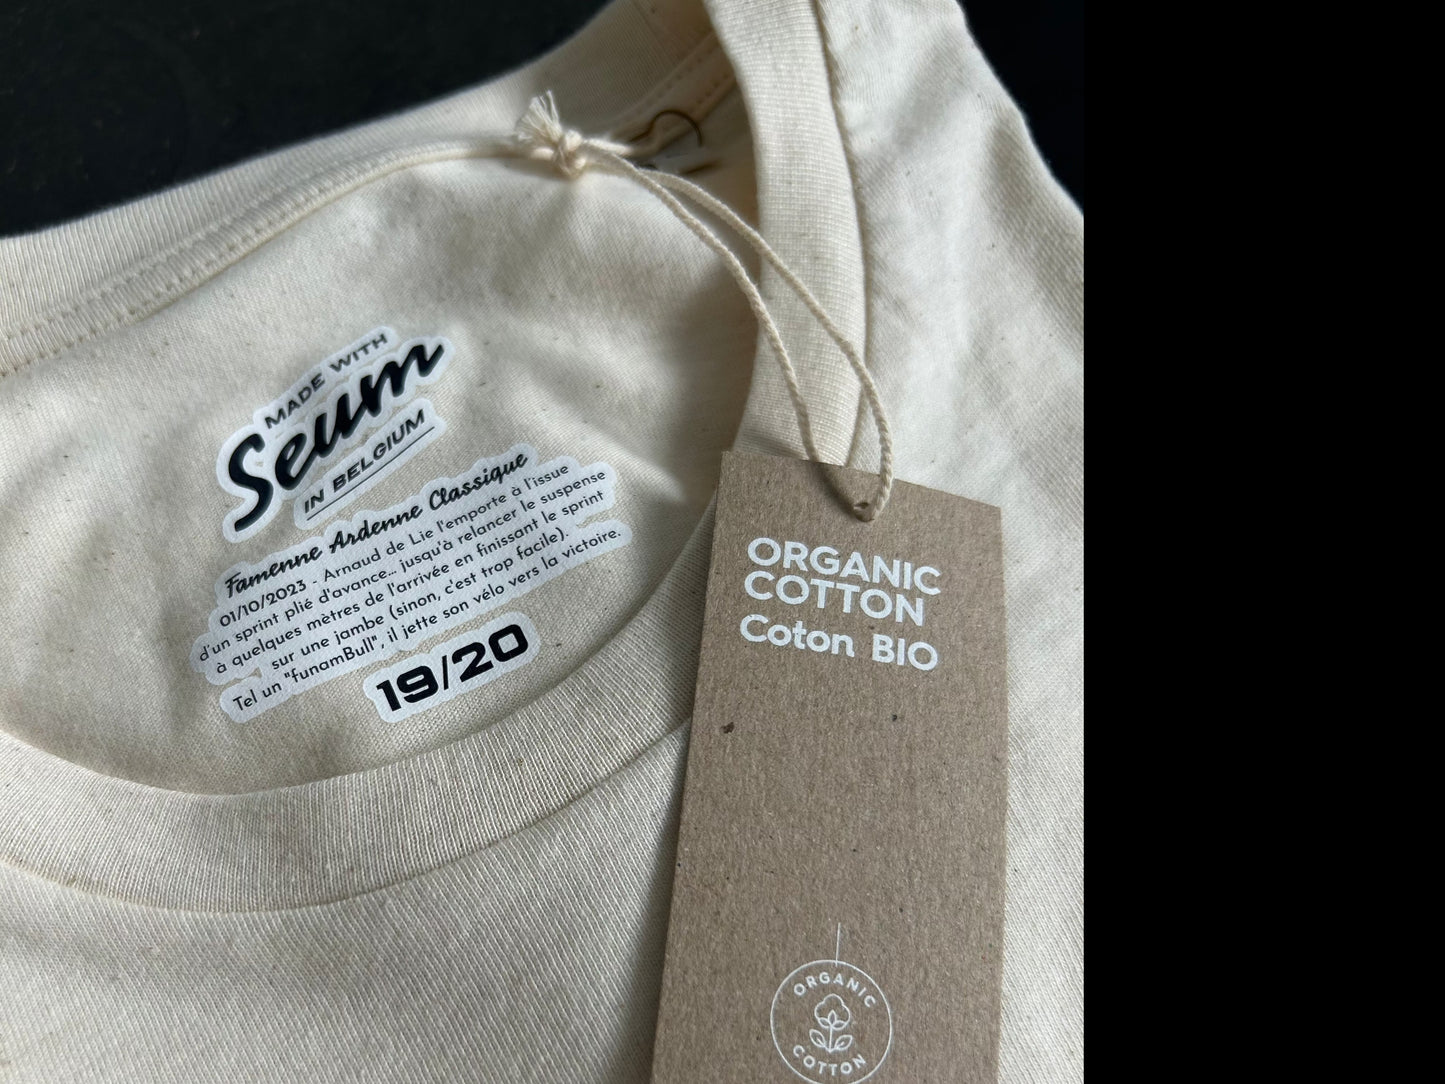 MADE WITH
Seum
IN BELGIUM
Famenne Ardenne Classique
01/10/2023 - Arnaud de Lie l'emporte à l'issue
d'un sprint plié d'avance... jusqu'à relancer le suspense
à quelques mètres de l'arrivée en finissant le sprint
sur une jambe (sinon, c'est trop facile).
Tel un "funamBull", il jette son vélo vers la victoire.
19/20
ORGANIC
COTTON
Coton BIO
ORGANIC
COTTON